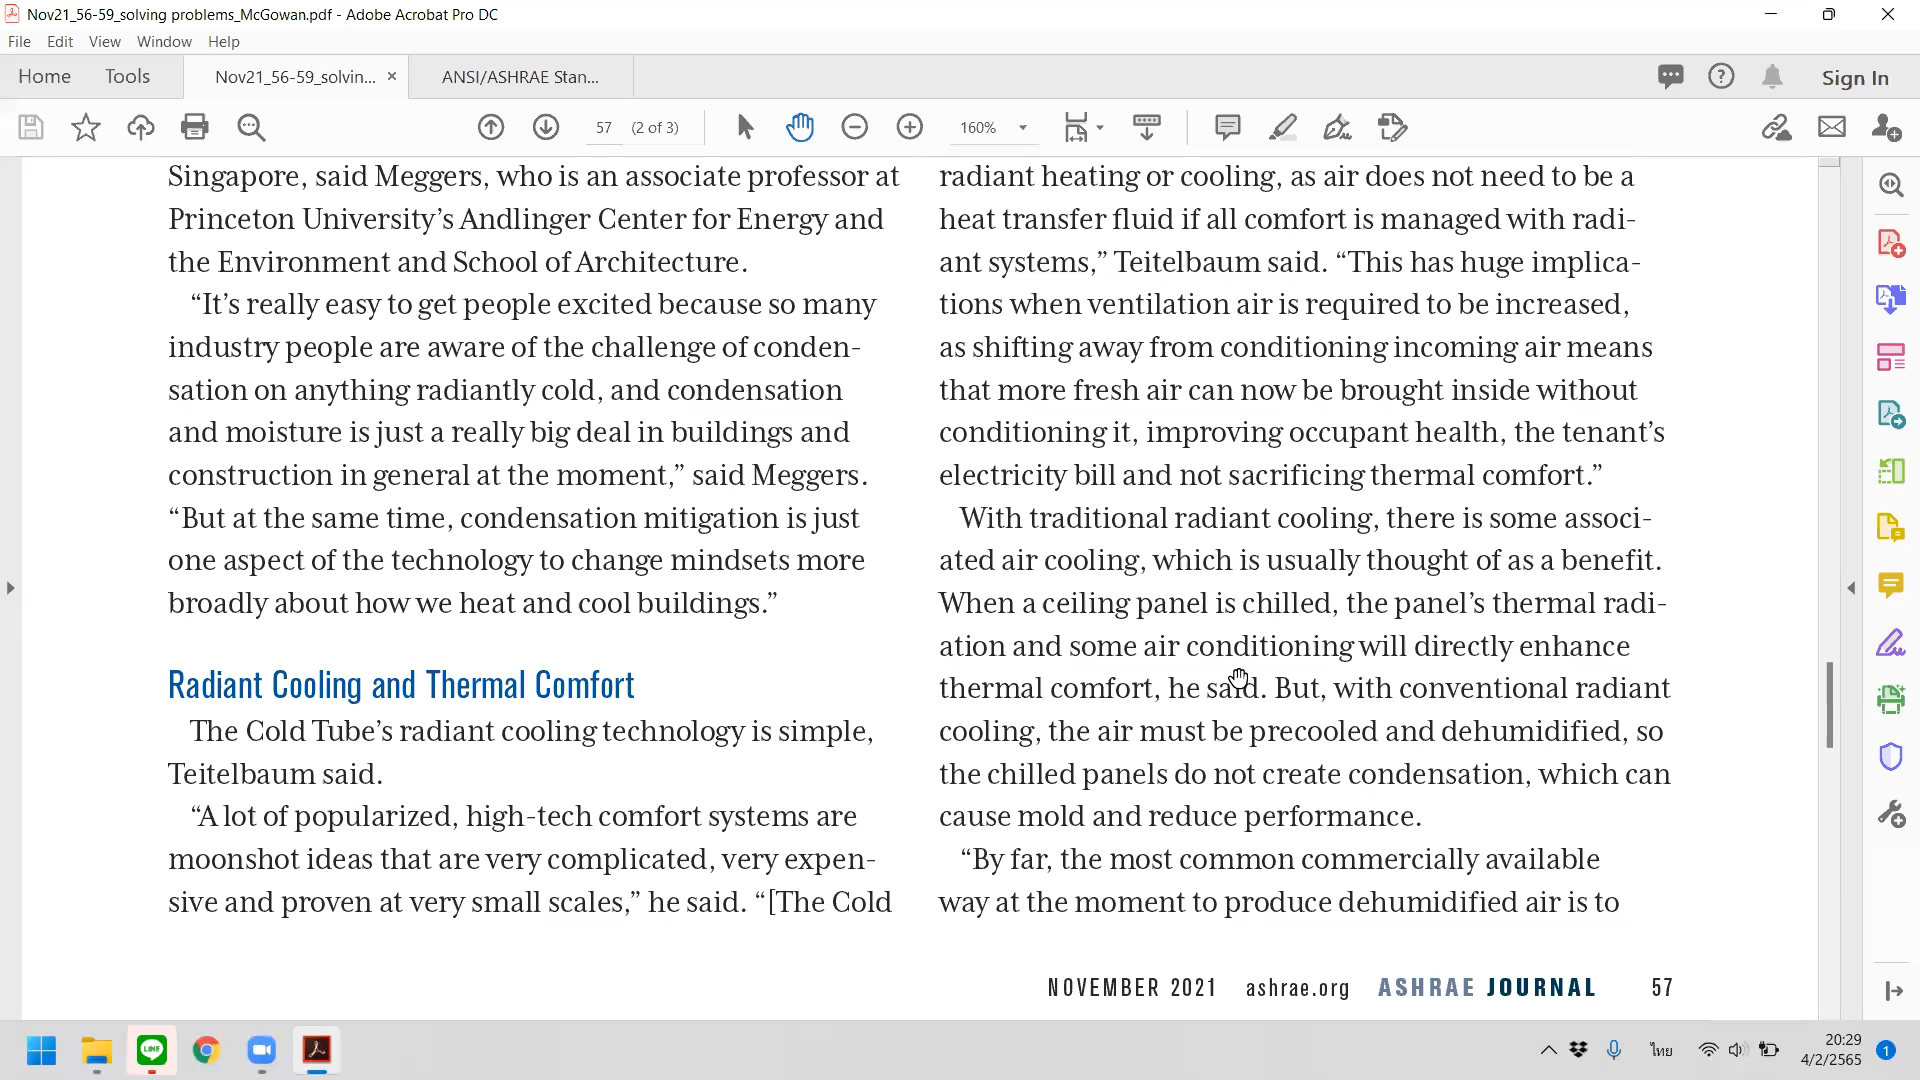 Nov21_56-59_solving problems_McGowan.pdf - Adobe Acrobat Pro DC
File Edit View Window Help
Home Tools Nov21_56-59_solvin... × ANSI/ASHRAE Stan... Sign In
57 (2 of 3) 160%
Singapore, said Meggers, who is an associate professor at
Princeton University’s Andlinger Center for Energy and
the Environment and School of Architecture.
“It’s really easy to get people excited because so many
industry people are aware of the challenge of conden-
sation on anything radiantly cold, and condensation
and moisture is just a really big deal in buildings and
construction in general at the moment,” said Meggers.
“But at the same time, condensation mitigation is just
one aspect of the technology to change mindsets more
broadly about how we heat and cool buildings.”
Radiant Cooling and Thermal Comfort
The Cold Tube’s radiant cooling technology is simple,
Teitelbaum said.
“A lot of popularized, high-tech comfort systems are
moonshot ideas that are very complicated, very expen-
sive and proven at very small scales,” he said. “[The Cold
radiant heating or cooling, as air does not need to be a
heat transfer fluid if all comfort is managed with radi-
ant systems,” Teitelbaum said. “This has huge implica-
tions when ventilation air is required to be increased,
as shifting away from conditioning incoming air means
that more fresh air can now be brought inside without
conditioning it, improving occupant health, the tenant’s
electricity bill and not sacrificing thermal comfort.”
With traditional radiant cooling, there is some associ-
ated air cooling, which is usually thought of as a benefit.
When a ceiling panel is chilled, the panel’s thermal radi-
ation and some air conditioning will directly enhance
thermal comfort, he said. But, with conventional radiant
cooling, the air must be precooled and dehumidified, so
the chilled panels do not create condensation, which can
cause mold and reduce performance.
“By far, the most common commercially available
way at the moment to produce dehumidified air is to
NOVEMBER 2021 ashrae.org ASHRAE JOURNAL 57
LINE
ไทย
20:29
4/2/2565
1